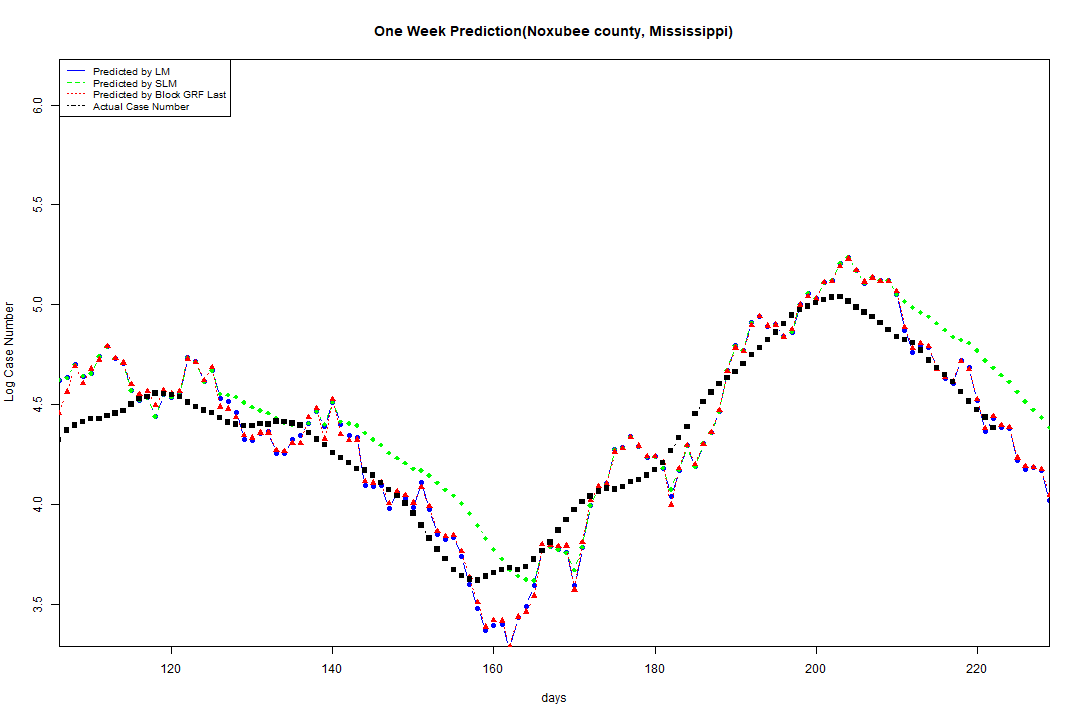 One Week Prediction(Noxubee county, Mississippi)
Predicted by LM
Predicted by SLM
Predicted by Block GRF Last
Actual Case Number
6.0
5.5
5.0
4.5
4.0
3.5
Log Case Number
120 140 160 180 200 220
days